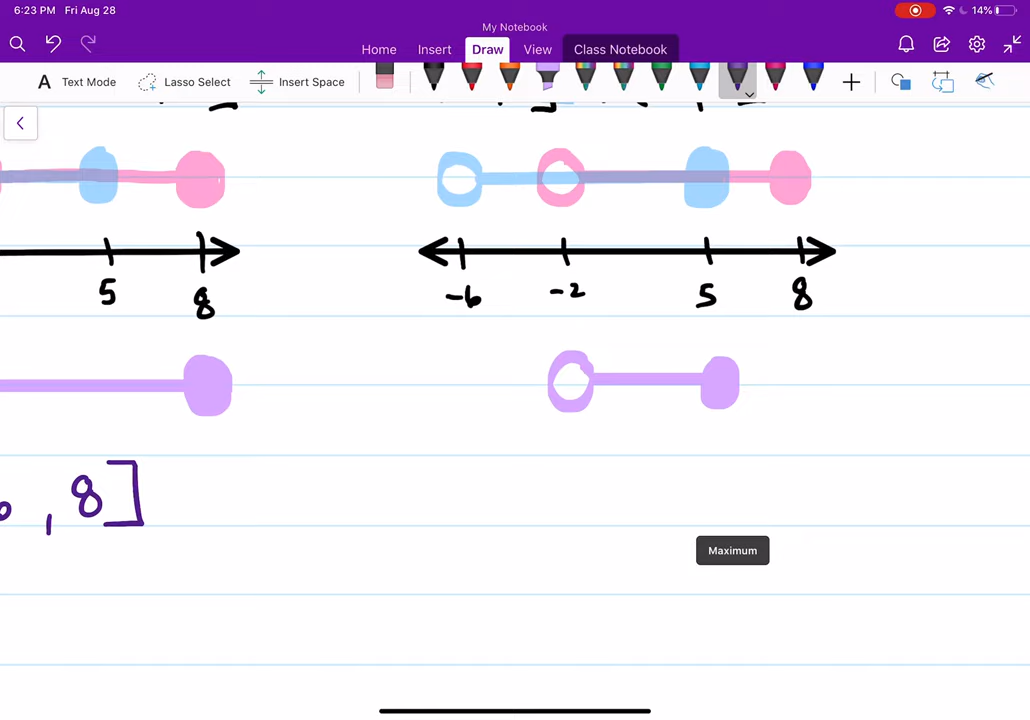 6:23 PM Fri Aug 28 14%
My Notebook
Home Insert Draw View Class Notebook
A Text Mode Lasso Select Insert Space
5 8 -6 -2 5 8
, 8]
Maximum